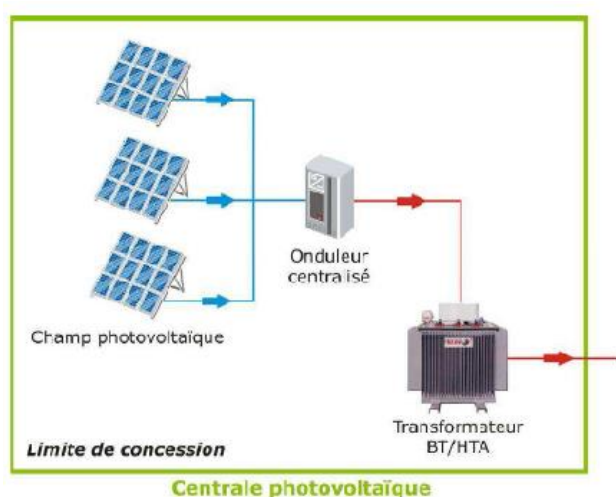 Onduleur
centralisé
Champ photovoltaïque
Transformateur
BT/HTA
Limite de concession
Centrale photovoltaïque